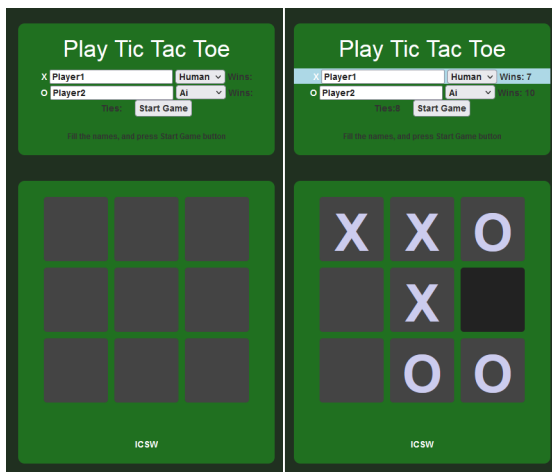 Play Tic Tac Toe
X Player1 Human Wins:
O Player2 Ai Wins:
Ties: Start Game
Fill the names, and press Start Game button
ICSW
Play Tic Tac Toe
X Player1 Human Wins: 7
O Player2 Ai Wins: 10
Ties:8 Start Game
Fill the names, and press Start Game button
X X O
X
O O
ICSW